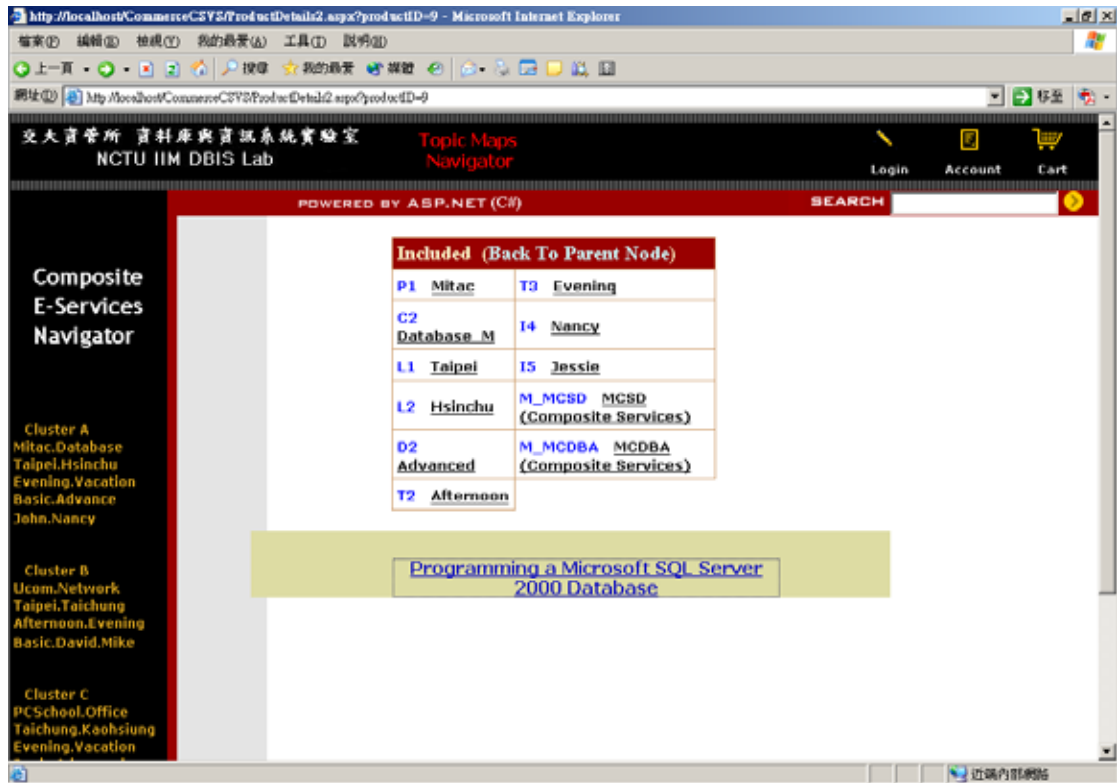 http://localhost/CommerceCSVS/ProductDetails2.aspx?productID=9 - Microsoft Internet Explorer
檔案(F) 編輯(E) 檢視(V) 我的最愛(A) 工具(T) 說明(H)
上一頁 搜尋 我的最愛 媒體
網址(D) http://localhost/CommerceCSVS/ProductDetails2.aspx?productID=9 移至
交大資管所 資料庫與資訊系統實驗室
NCTU IIM DBIS Lab
Topic Maps
Navigator
Login Account Cart
POWERED BY ASP.NET (C#) SEARCH
Composite
E-Services
Navigator
Cluster A
Mitac.Database
Taipei.Hsinchu
Evening.Vacation
Basic.Advance
John.Nancy
Cluster B
Ucom.Network
Taipei.Taichung
Afternoon.Evening
Basic.David.Mike
Cluster C
PCSchool.Office
Taichung.Kaohsiung
Evening.Vacation
Included (Back To Parent Node)
P1 Mitac T3 Evening
C2
Database_M I4 Nancy
L1 Taipei I5 Jessie
L2 Hsinchu M_MCSD MCSD
(Composite Services)
D2
Advanced M_MCDBA MCDBA
(Composite Services)
T2 Afternoon
Programming a Microsoft SQL Server
2000 Database
近端內部網路